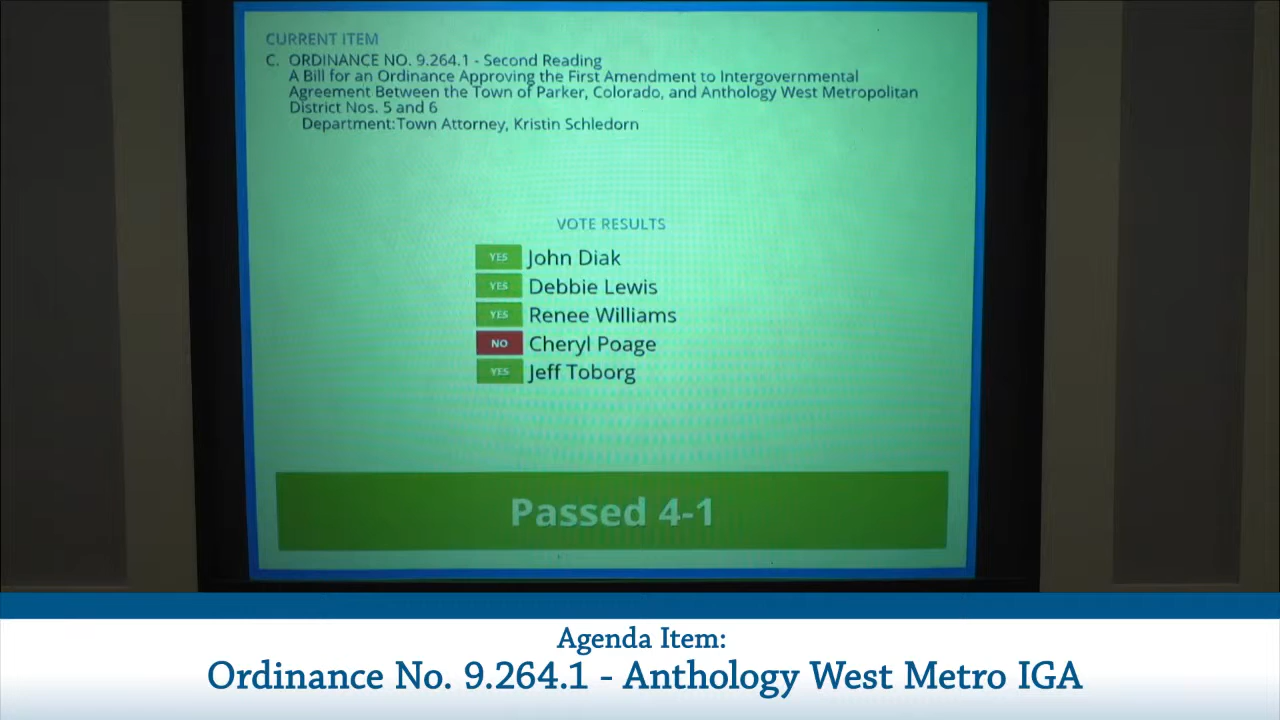 CURRENT ITEM
C. ORDINANCE NO. 9.264.1 - Second Reading
A Bill for an Ordinance Approving the First Amendment to Intergovernmental
Agreement Between the Town of Parker, Colorado, and Anthology West Metropolitan
District Nos. 5 and 6
Department:Town Attorney, Kristin Schledorn
VOTE RESULTS
YES John Diak
YES Debbie Lewis
YES Renee Williams
NO Cheryl Poage
YES Jeff Toborg
Passed 4-1
Agenda Item:
Ordinance No. 9.264.1 - Anthology West Metro IGA